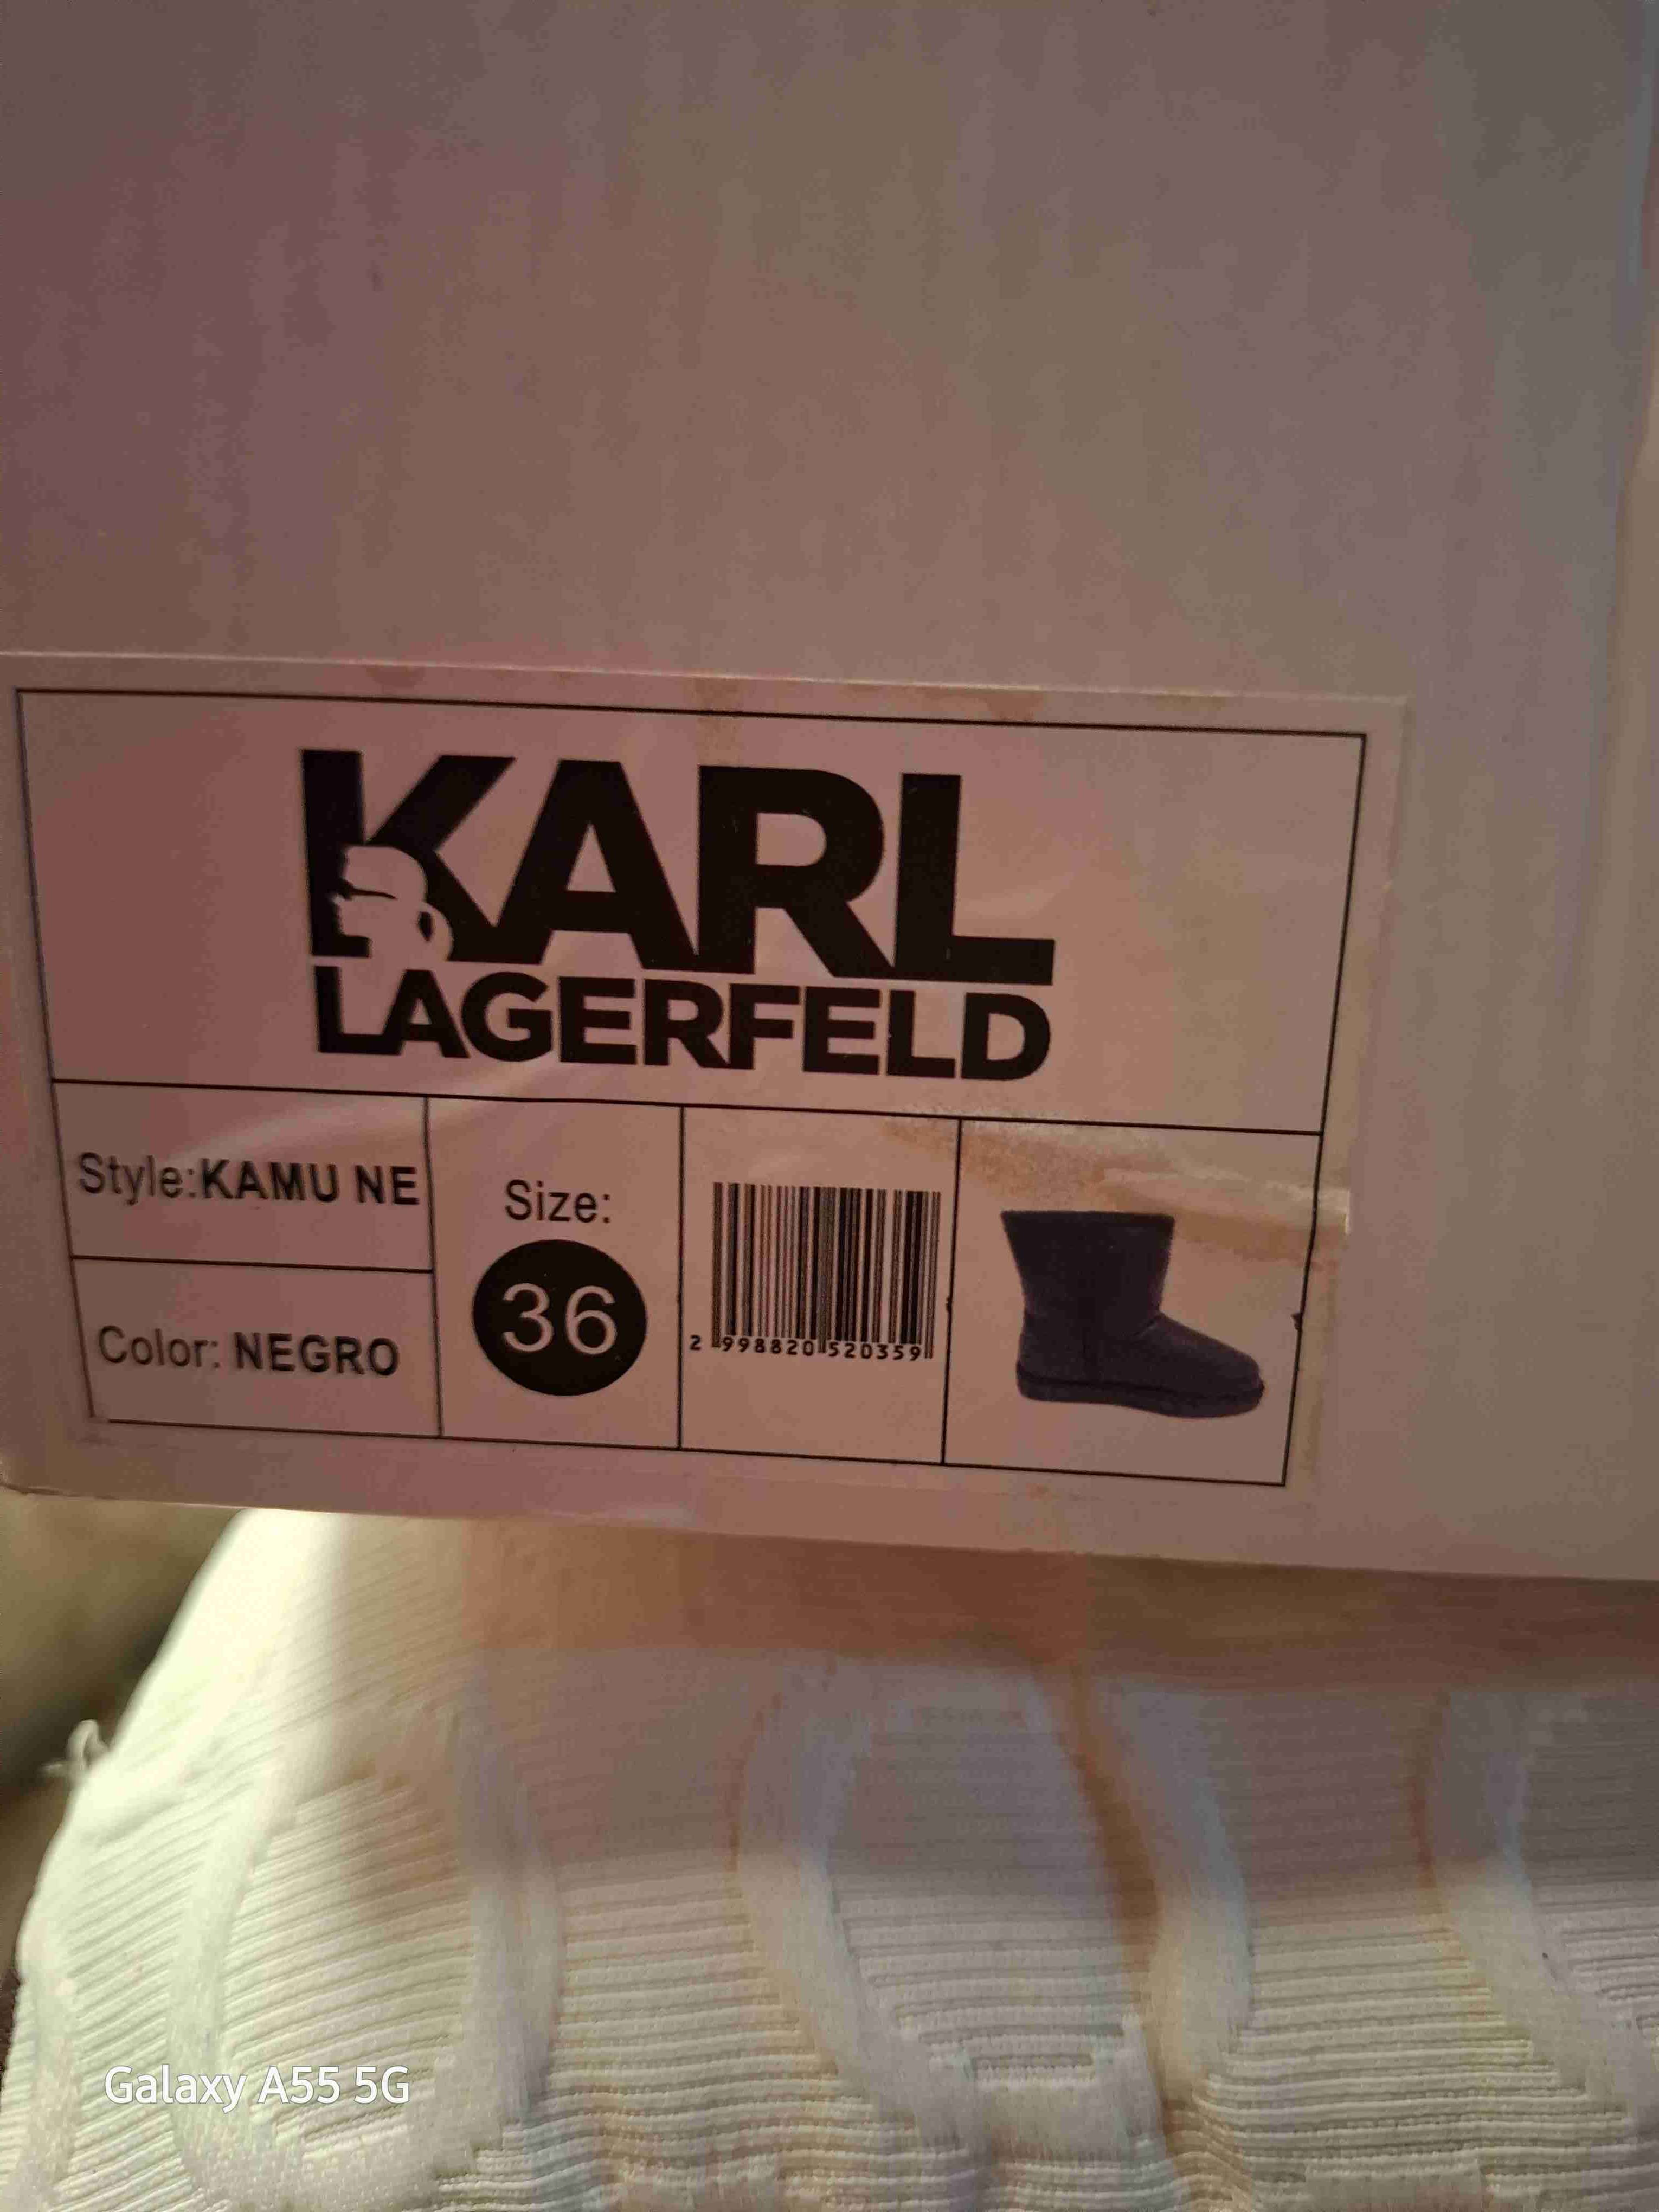 KARL
LAGERFELD
Style:KAMU NE
Color: NEGRO
Size:
36
2 998820 520359
Galaxy A55 5G